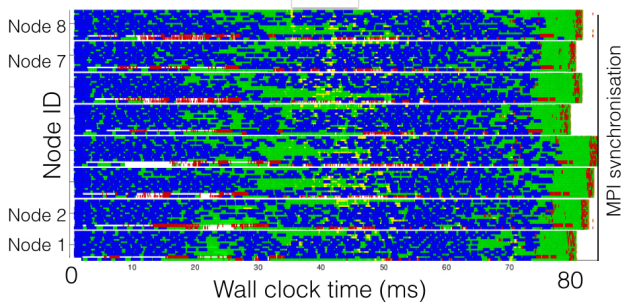 Node 8
Node 7
Node ID
Node 2
Node 1
MPI synchronisation
0 10 20 30 40 50 60 70 80
Wall clock time (ms)